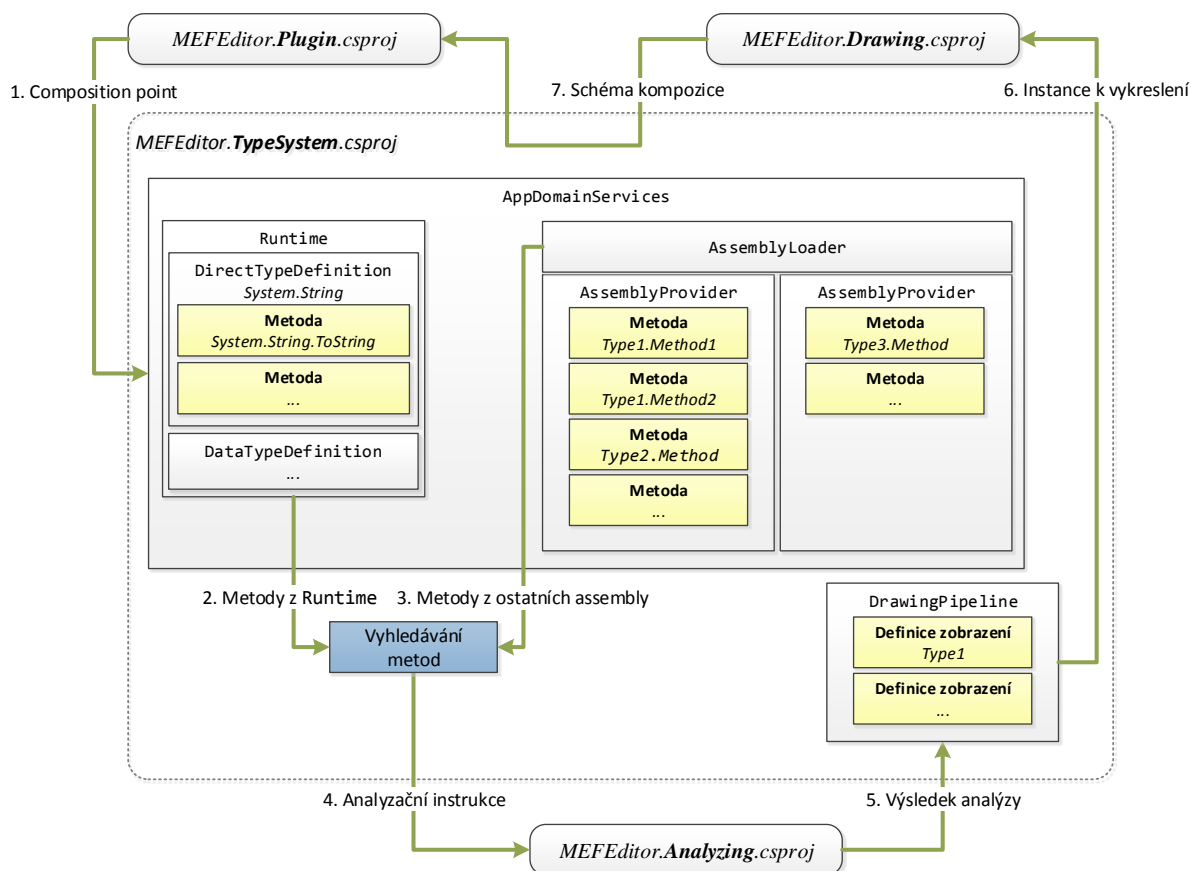 MEFEditor.Plugin.csproj
MEFEditor.Drawing.csproj
1. Composition point
7. Schéma kompozice
6. Instance k vykreslení
MEFEditor.TypeSystem.csproj
AppDomainServices
Runtime
DirectTypeDefinition
System.String
Metoda
System.String.ToString
Metoda
...
DataTypeDefinition
...
AssemblyLoader
AssemblyProvider
Metoda
Type1.Method1
Metoda
Type1.Method2
Metoda
Type2.Method
Metoda
...
AssemblyProvider
Metoda
Type3.Method
Metoda
...
2. Metody z Runtime
3. Metody z ostatních assembly
Vyhledávání
metod
DrawingPipeline
Definice zobrazení
Type1
Definice zobrazení
...
4. Analyzační instrukce
5. Výsledek analýzy
MEFEditor.Analyzing.csproj